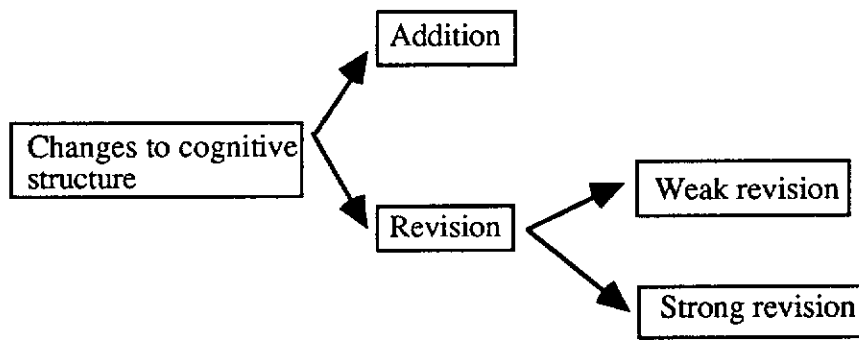 Addition
Changes to cognitive
structure
Revision
Weak revision
Strong revision